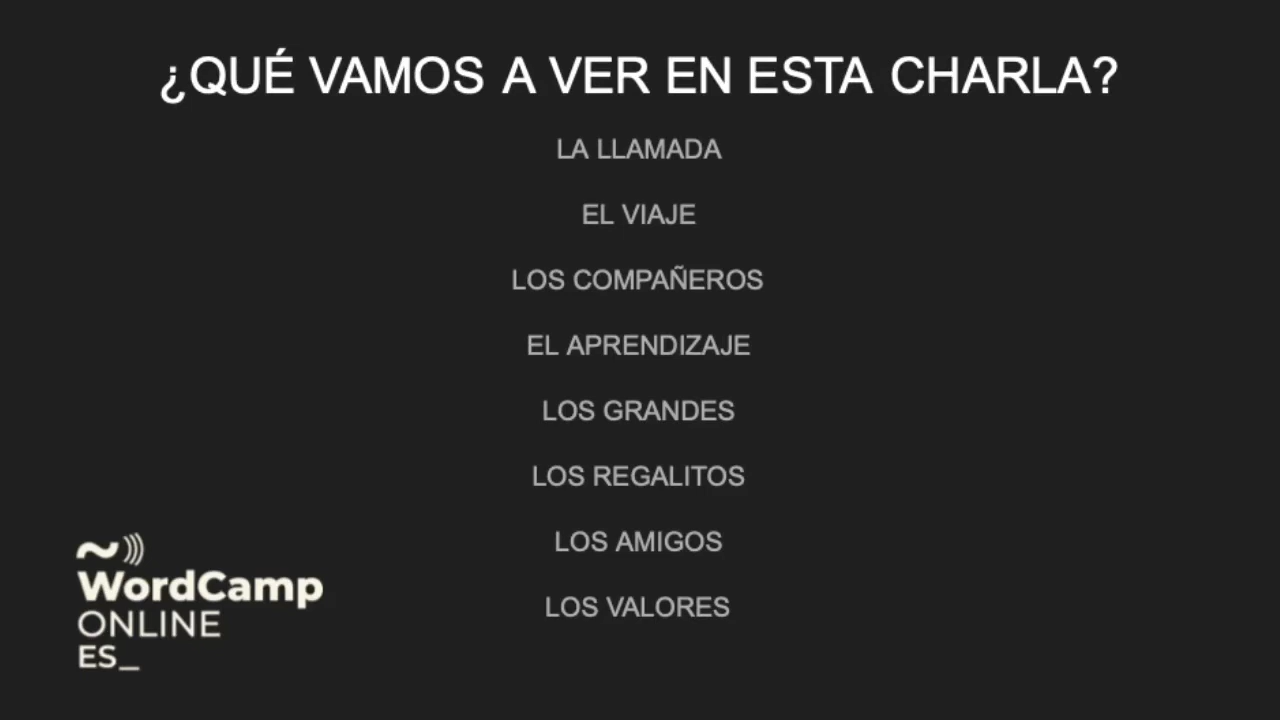 ¿QUÉ VAMOS A VER EN ESTA CHARLA?
LA LLAMADA
EL VIAJE
LOS COMPAÑEROS
EL APRENDIZAJE
LOS GRANDES
LOS REGALITOS
LOS AMIGOS
LOS VALORES
~
WordCamp
ONLINE
ES_